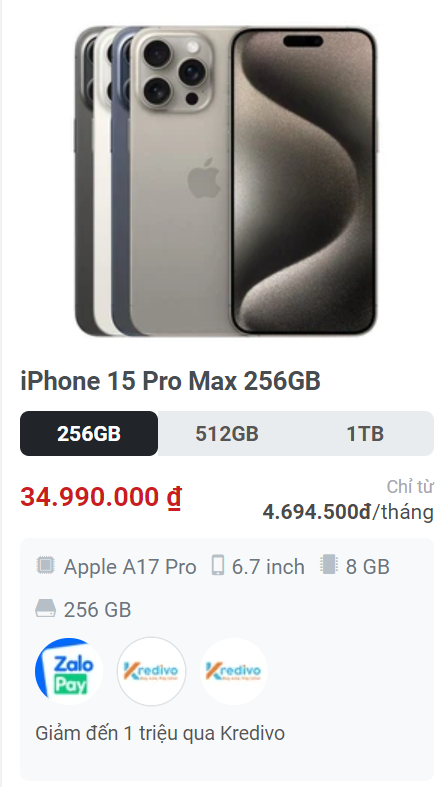 iPhone 15 Pro Max 256GB
256GB 512GB 1TB
34.990.000 ₫
Chỉ từ
4.694.500đ/tháng
Apple A17 Pro 6.7 inch 8 GB
256 GB
Zalo
Pay
Kredivo
Kredivo
Giảm đến 1 triệu qua Kredivo